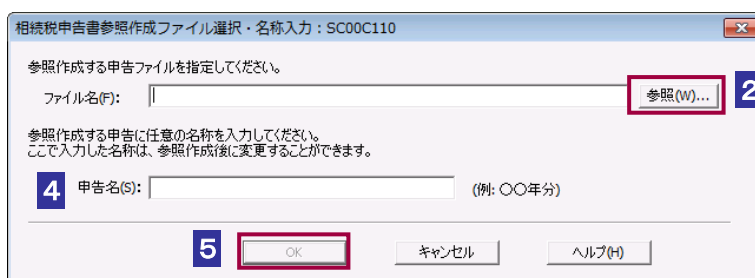 相続税申告書参照作成ファイル選択・名称入力：SC00C110
参照作成する申告ファイルを指定してください。
ファイル名(F):
参照(W)...
2
参照作成する申告に任意の名称を入力してください。
ここで入力した名称は、参照作成後に変更することができます。
4
申告名(S):
(例: 〇〇年分)
5
OK
キャンセル
ヘルプ(H)